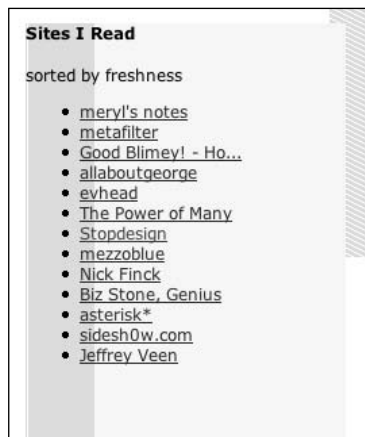 Sites I Read
sorted by freshness
meryl's notes
metafilter
Good Blimey! - Ho...
allaboutgeorge
evhead
The Power of Many
Stopdesign
mezzoblue
Nick Finck
Biz Stone, Genius
asterisk*
sidesh0w.com
Jeffrey Veen